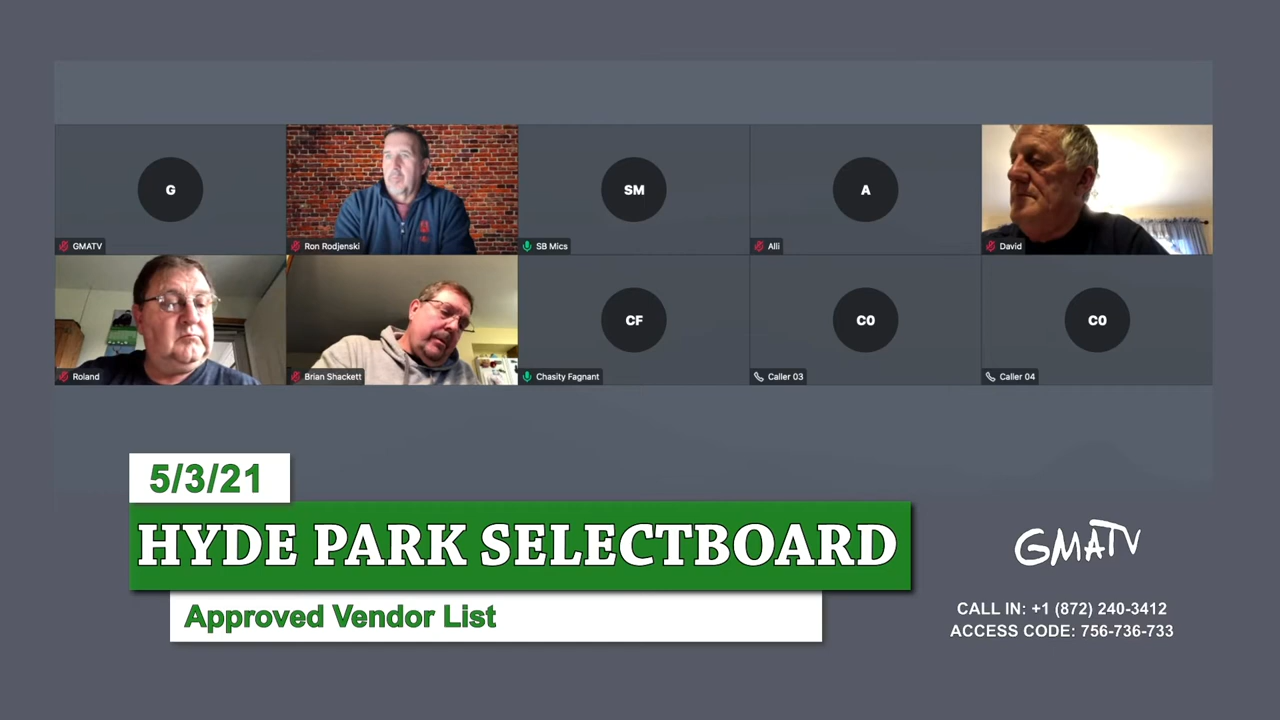 G
SM
A
GMATV
Ron Rodjenski
SB Mics
Alli
David
CF
C0
C0
Roland
Brian Shackett
Chasity Fagnant
Caller 03
Caller 04
5/3/21
HYDE PARK SELECTBOARD
Approved Vendor List
GMATV
CALL IN: +1 (872) 240-3412
ACCESS CODE: 756-736-733